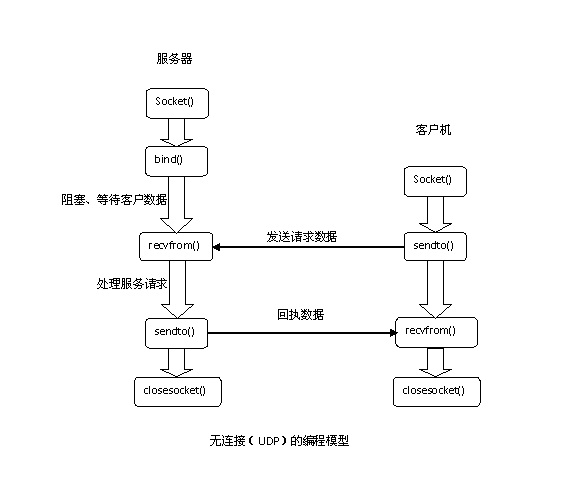 服务器
Socket()
客户机
bind()
Socket()
阻塞、等待客户数据
发送请求数据
recvfrom()
sendto()
处理服务请求
回执数据
sendto()
recvfrom()
closesocket()
closesocket()
无连接（UDP）的编程模型